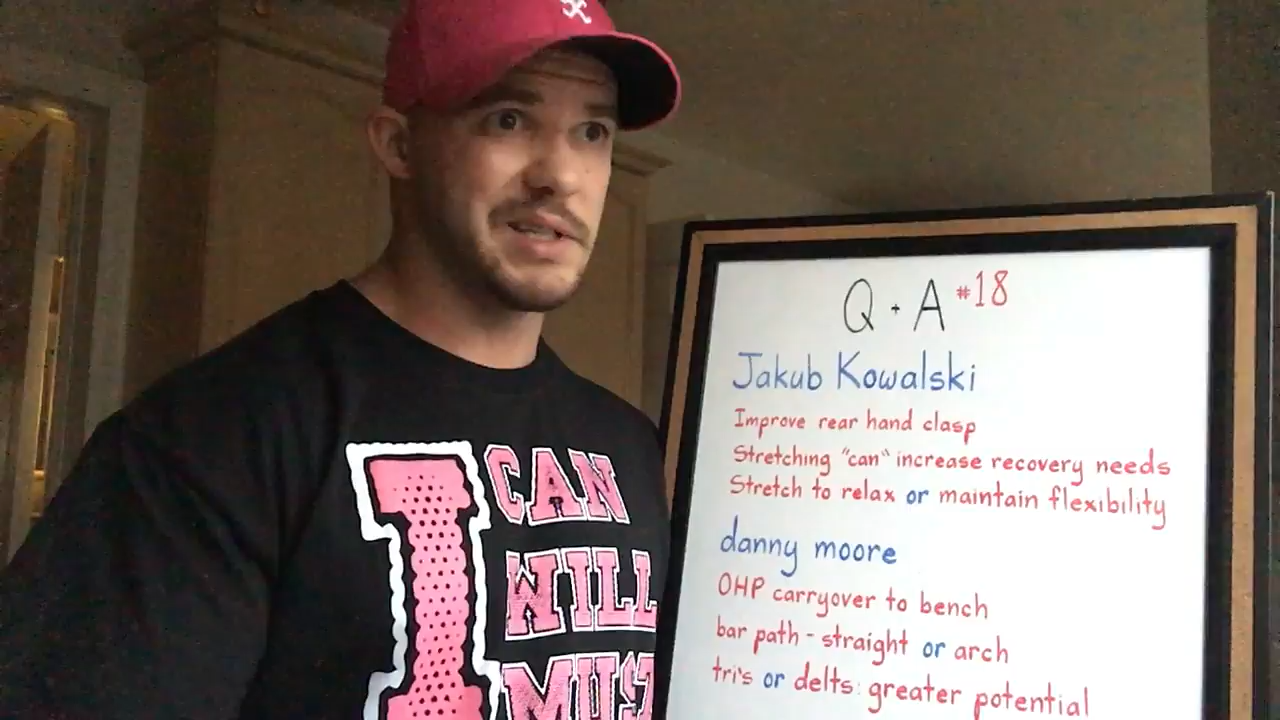 Q + A #18
Jakub Kowalski
Improve rear hand clasp
Stretching "can" increase recovery needs
Stretch to relax or maintain flexibility
danny moore
OHP carryover to bench
bar path - straight or arch
tri's or delts: greater potential
I
CAN
WILL
MUST